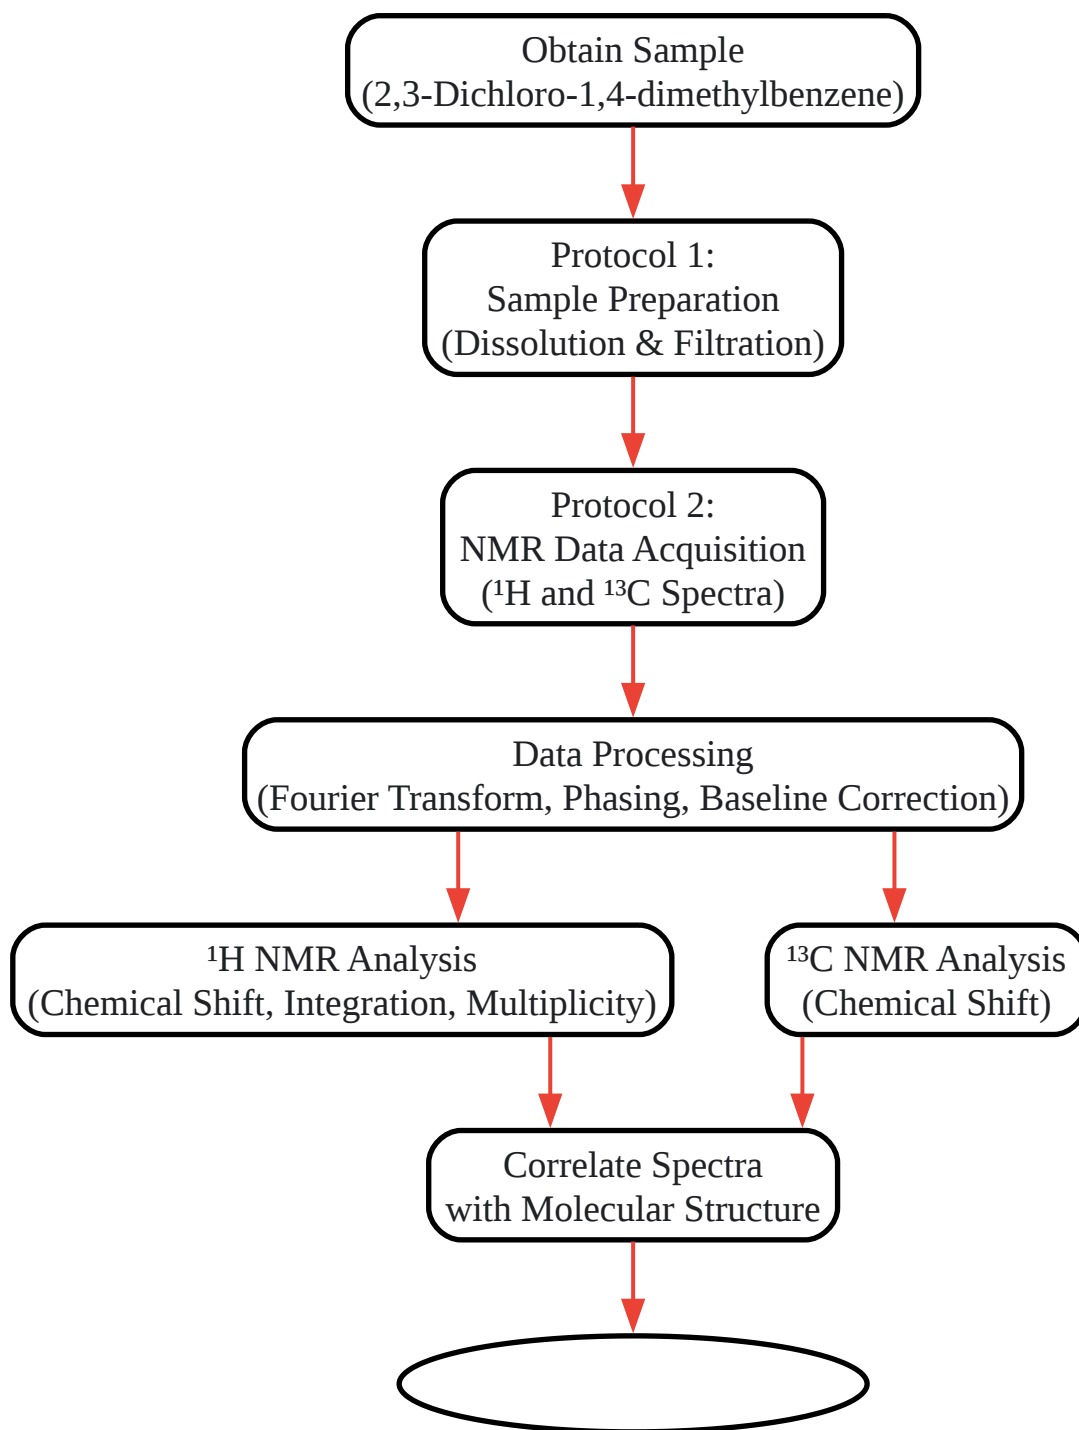 Obtain Sample
(2,3-Dichloro-1,4-dimethylbenzene)
Protocol 1:
Sample Preparation
(Dissolution & Filtration)
Protocol 2:
NMR Data Acquisition
(¹H and ¹³C Spectra)
Data Processing
(Fourier Transform, Phasing, Baseline Correction)
¹H NMR Analysis
(Chemical Shift, Integration, Multiplicity)
¹³C NMR Analysis
(Chemical Shift)
Correlate Spectra
with Molecular Structure